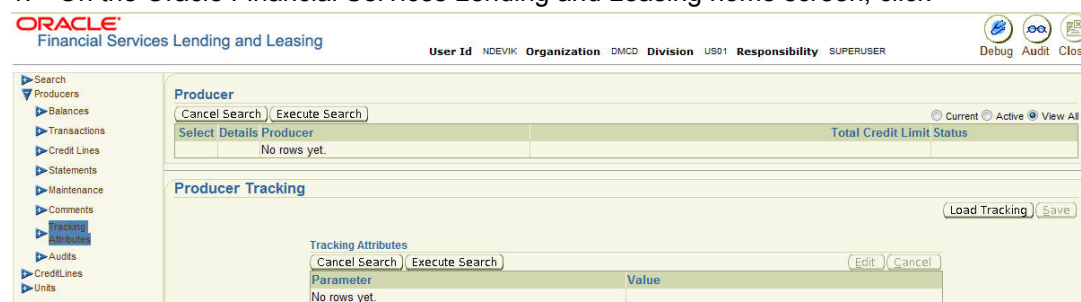 ORACLE
Financial Services Lending and Leasing
User Id NDEVIK Organization DMCD Division US01 Responsibility SUPERUSER
Debug Audit
Search
Producers
Balances
Transactions
Credit Lines
Statements
Maintenance
Comments
Tracking
Attributes
Audits
CreditLines
Units
Producer
Cancel Search Execute Search
Current Active View All
Select Details Producer Total Credit Limit Status
No rows yet.
Producer Tracking
Load Tracking Save
Tracking Attributes
Cancel Search Execute Search Edit Cancel
Parameter Value
No rows yet.